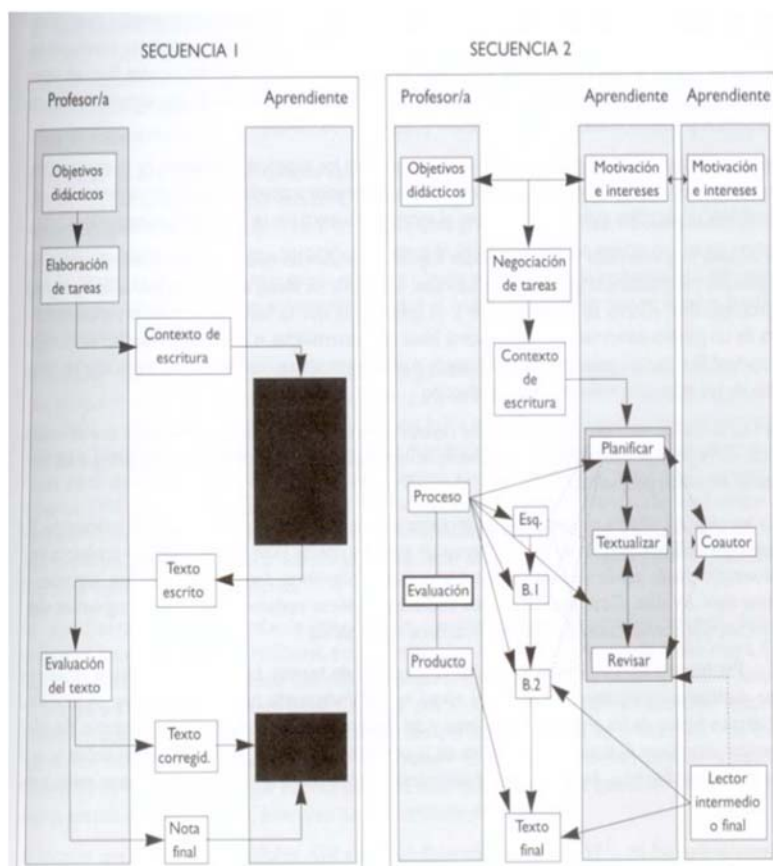 SECUENCIA 1
Profesor/a
Aprendiente
Objetivos
didácticos
Elaboración
de tareas
Contexto de
escritura
Texto
escrito
Evaluación
del texto
Texto
corregid.
Nota
final
SECUENCIA 2
Profesor/a
Aprendiente
Aprendiente
Objetivos
didácticos
Motivación
e intereses
Motivación
e intereses
Negociación
de tareas
Contexto
de
escritura
Planificar
Proceso
Esq.
Textualizar
Coautor
Evaluación
B.1
Revisar
Producto
B.2
Lector
intermedio
o final
Texto
final